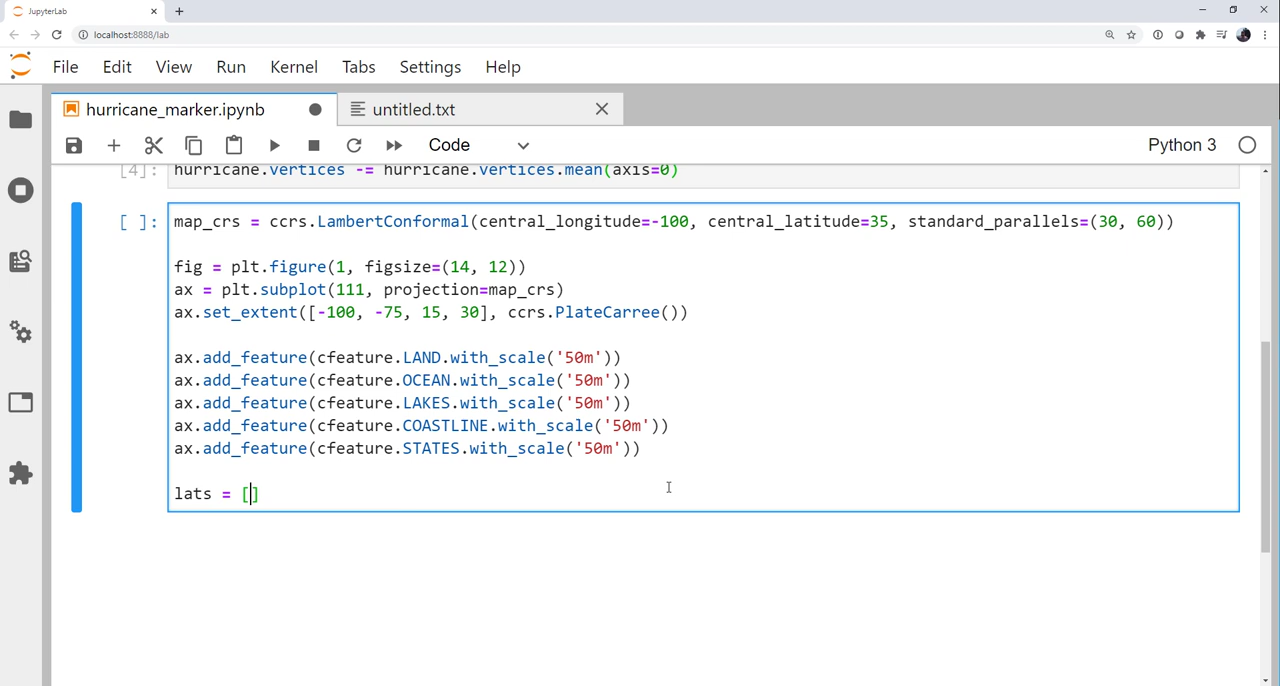 JupyterLab
localhost:8888/lab
File Edit View Run Kernel Tabs Settings Help
hurricane_marker.ipynb
untitled.txt
Code
Python 3
[4]: hurricane.vertices -= hurricane.vertices.mean(axis=0)
[ ]: map_crs = ccrs.LambertConformal(central_longitude=-100, central_latitude=35, standard_parallels=(30, 60))
fig = plt.figure(1, figsize=(14, 12))
ax = plt.subplot(111, projection=map_crs)
ax.set_extent([-100, -75, 15, 30], ccrs.PlateCarree())
ax.add_feature(cfeature.LAND.with_scale('50m'))
ax.add_feature(cfeature.OCEAN.with_scale('50m'))
ax.add_feature(cfeature.LAKES.with_scale('50m'))
ax.add_feature(cfeature.COASTLINE.with_scale('50m'))
ax.add_feature(cfeature.STATES.with_scale('50m'))
lats = []